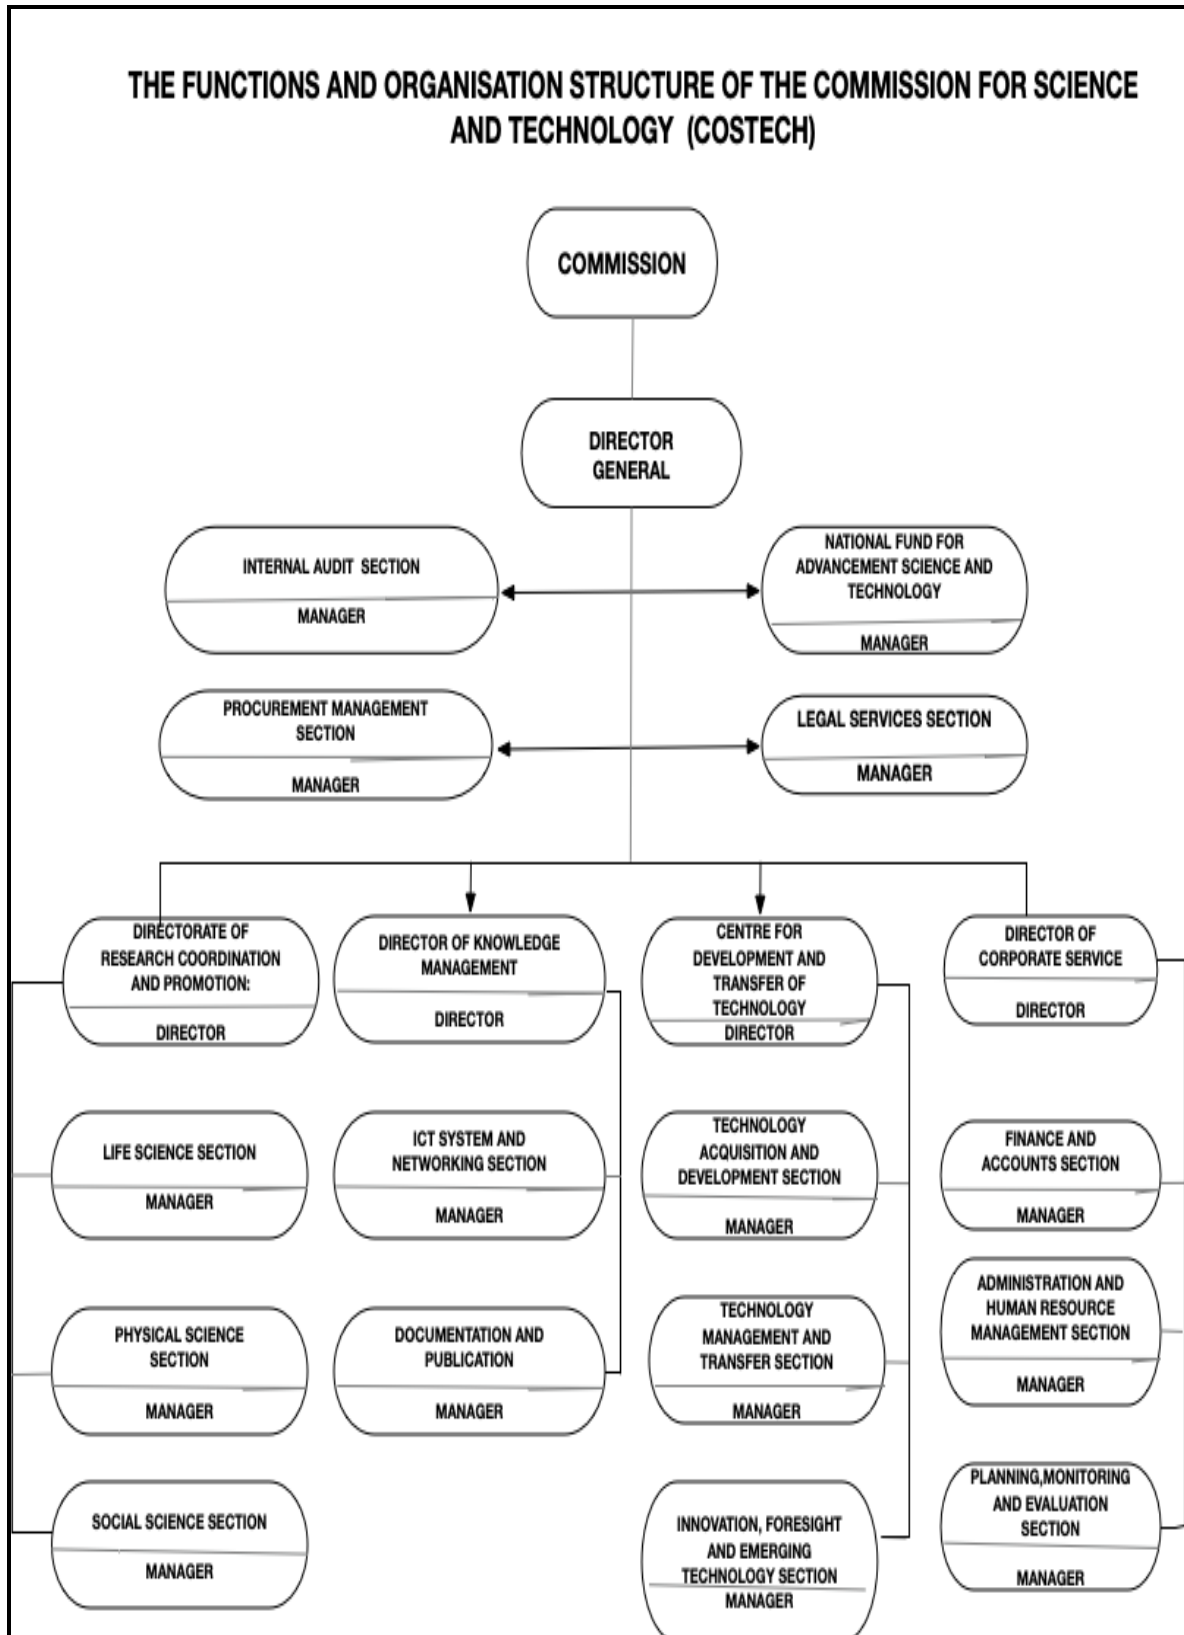 THE FUNCTIONS AND ORGANISATION STRUCTURE OF THE COMMISSION FOR SCIENCE
AND TECHNOLOGY (COSTECH)
COMMISSION
DIRECTOR
GENERAL
INTERNAL AUDIT SECTION
MANAGER
NATIONAL FUND FOR
ADVANCEMENT SCIENCE AND
TECHNOLOGY
MANAGER
PROCUREMENT MANAGEMENT
SECTION
MANAGER
LEGAL SERVICES SECTION
MANAGER
DIRECTORATE OF
RESEARCH COORDINATION
AND PROMOTION:
DIRECTOR
DIRECTOR OF KNOWLEDGE
MANAGEMENT
DIRECTOR
CENTRE FOR
DEVELOPMENT AND
TRANSFER OF
TECHNOLOGY
DIRECTOR
DIRECTOR OF
CORPORATE SERVICE
DIRECTOR
LIFE SCIENCE SECTION
MANAGER
ICT SYSTEM AND
NETWORKING SECTION
MANAGER
TECHNOLOGY
ACQUISITION AND
DEVELOPMENT SECTION
MANAGER
FINANCE AND
ACCOUNTS SECTION
MANAGER
PHYSICAL SCIENCE
SECTION
MANAGER
DOCUMENTATION AND
PUBLICATION
MANAGER
TECHNOLOGY
MANAGEMENT AND
TRANSFER SECTION
MANAGER
ADMINISTRATION AND
HUMAN RESOURCE
MANAGEMENT SECTION
MANAGER
SOCIAL SCIENCE SECTION
MANAGER
INNOVATION, FORESIGHT
AND EMERGING
TECHNOLOGY SECTION
MANAGER
PLANNING,MONITORING
AND EVALUATION
SECTION
MANAGER